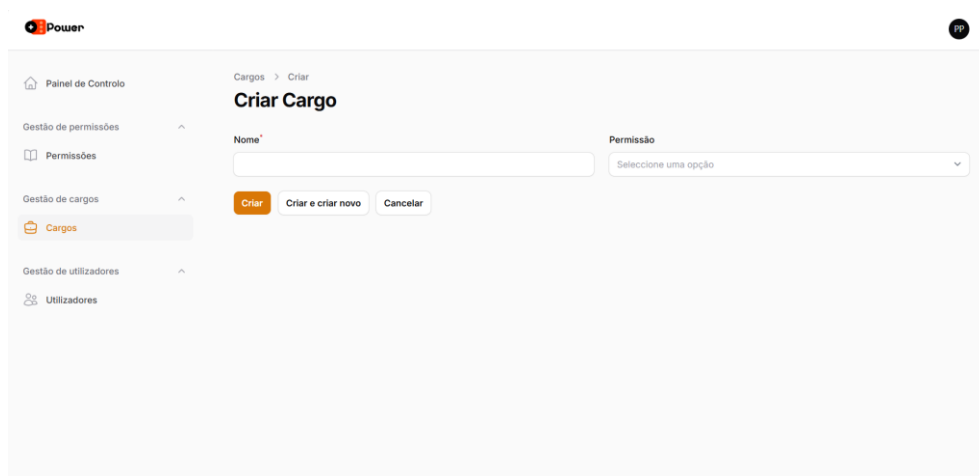 Power
PP
Painel de Controlo
Gestão de permissões
Permissões
Gestão de cargos
Cargos
Gestão de utilizadores
Utilizadores
Cargos > Criar
Criar Cargo
Nome*
Permissão
Seleccione uma opção
Criar
Criar e criar novo
Cancelar